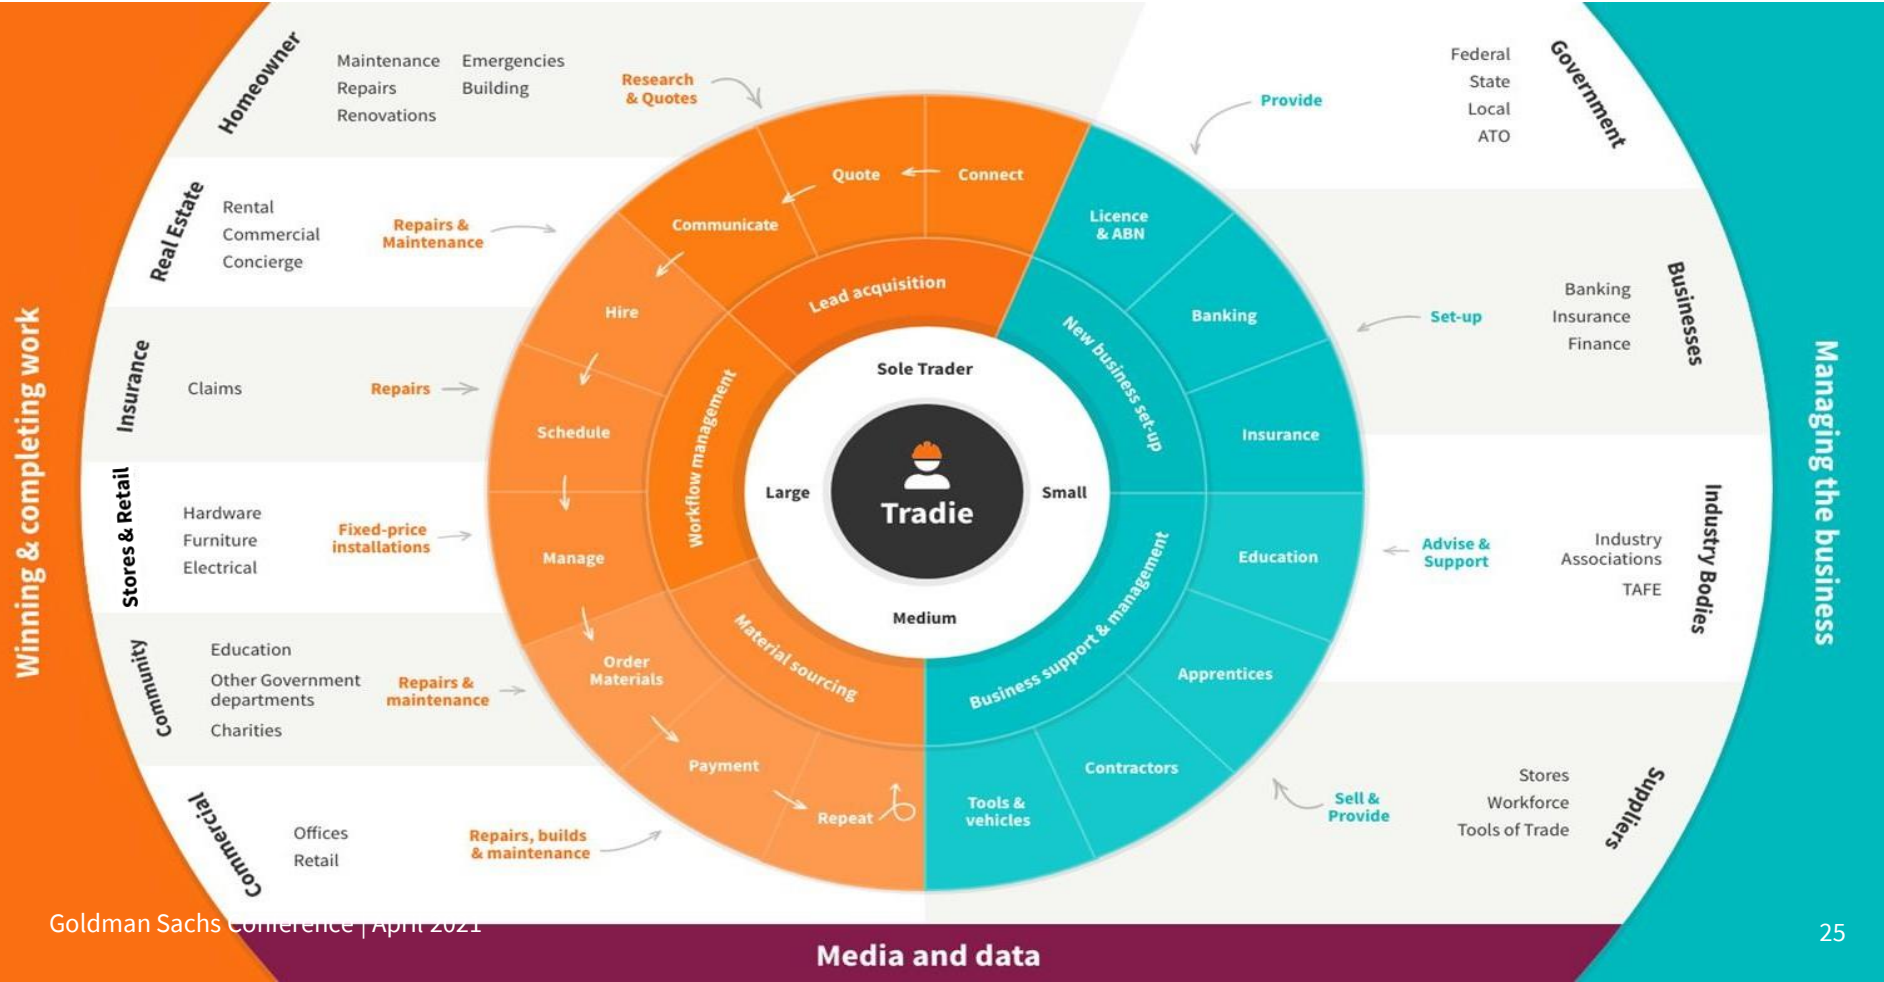 Winning & completing work
Homeowner
Maintenance
Repairs
Renovations
Emergencies
Building
Research
& Quotes
Real Estate
Rental
Commercial
Concierge
Repairs &
Maintenance
Insurance
Claims
Repairs
Stores & Retail
Hardware
Furniture
Electrical
Fixed-price
installations
Community
Education
Other Government
departments
Charities
Repairs &
maintenance
Commercial
Offices
Retail
Repairs, builds
& maintenance
Connect
Quote
Communicate
Hire
Schedule
Manage
Order
Materials
Payment
Repeat
Lead acquisition
Workflow management
Material sourcing
Sole Trader
Large
Small
Medium
Tradie
New business set-up
Business support & management
Licence
& ABN
Banking
Insurance
Education
Apprentices
Contractors
Tools &
vehicles
Provide
Federal
State
Local
ATO
Government
Set-up
Banking
Insurance
Finance
Businesses
Advise &
Support
Industry
Associations
TAFE
Industry Bodies
Sell &
Provide
Stores
Workforce
Tools of Trade
Suppliers
Managing the business
Goldman Sachs Conference | April 2021
Media and data
25